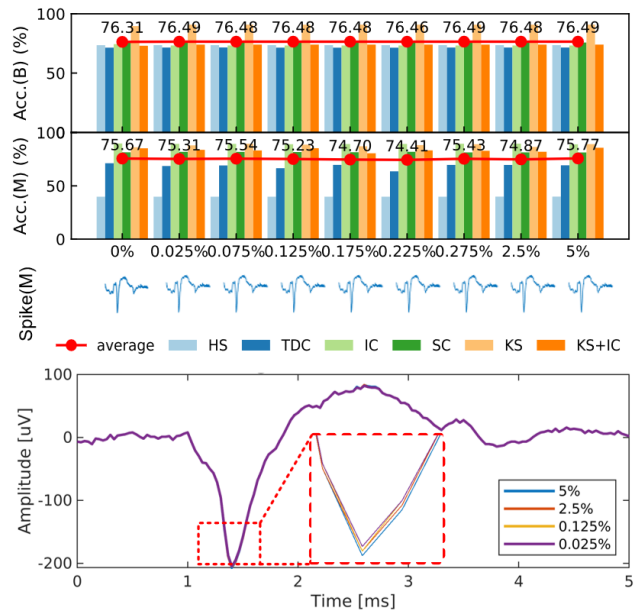 100
76.31 76.49 76.48 76.48 76.46 76.49 76.48 76.49
Acc.(B) (%)
50
0
100
75.67 75.31 75.54 75.23 74.70 74.41 75.43 74.87 75.77
Acc.(M) (%)
50
0
0% 0.025% 0.075% 0.125% 0.175% 0.225% 0.275% 2.5% 5%
Spike(M)
average HS TDC IC SC KS KS+IC
100
0
-100
-200
Amplitude [uV]
5%
2.5%
0.125%
0.025%
0 1 2 3 4 5
Time [ms]